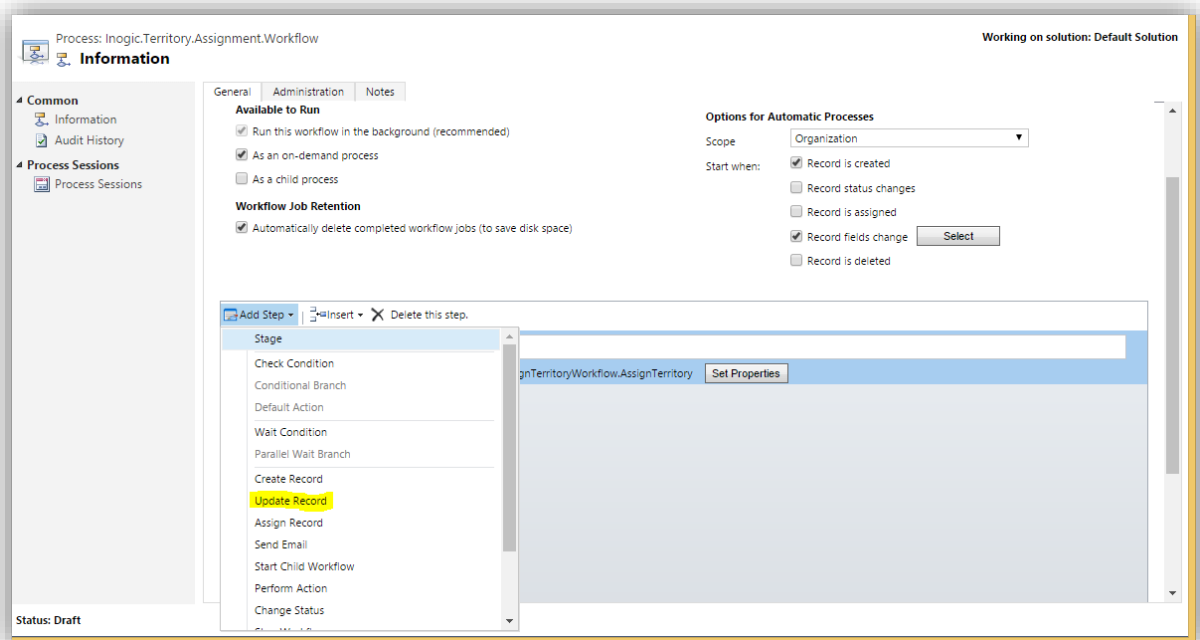 Process: Inogic.Territory.Assignment.Workflow
Information
Working on solution: Default Solution
Common
Information
Audit History
Process Sessions
Process Sessions
General Administration Notes
Available to Run
Run this workflow in the background (recommended)
As an on-demand process
As a child process
Workflow Job Retention
Automatically delete completed workflow jobs (to save disk space)
Options for Automatic Processes
Scope Organization
Start when: Record is created
Record status changes
Record is assigned
Record fields change Select
Record is deleted
Add Step Insert Delete this step.
Stage
Check Condition
Conditional Branch
Default Action
Wait Condition
Parallel Wait Branch
Create Record
Update Record
Assign Record
Send Email
Start Child Workflow
Perform Action
Change Status
gnTerritoryWorkflow.AssignTerritory Set Properties
Status: Draft